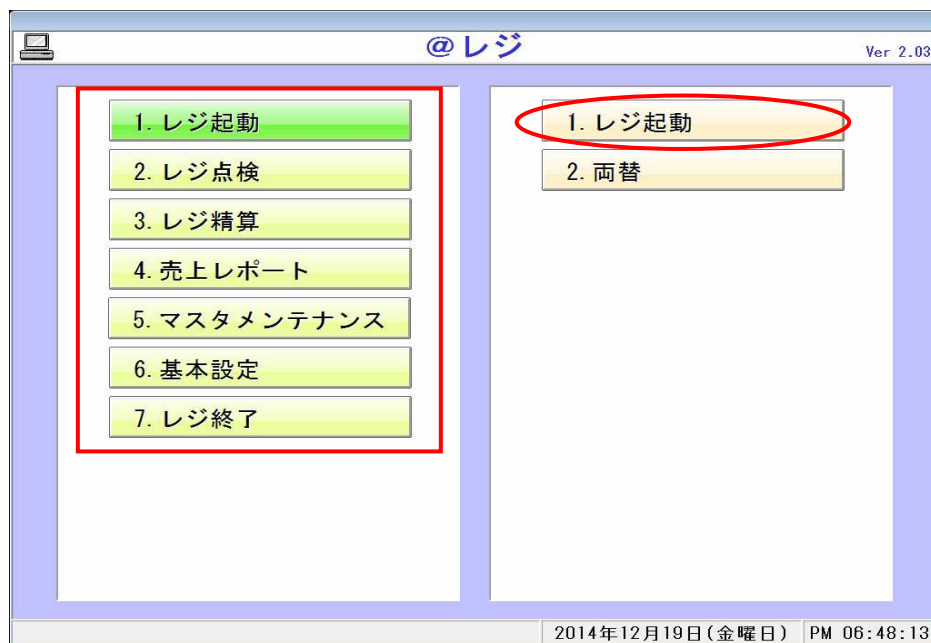 @レジ
Ver 2.03
1.レジ起動
2.レジ点検
3.レジ精算
4.売上レポート
5.マスタメンテナンス
6.基本設定
7.レジ終了
1.レジ起動
2.両替
2014年12月19日(金曜日) PM 06:48:13